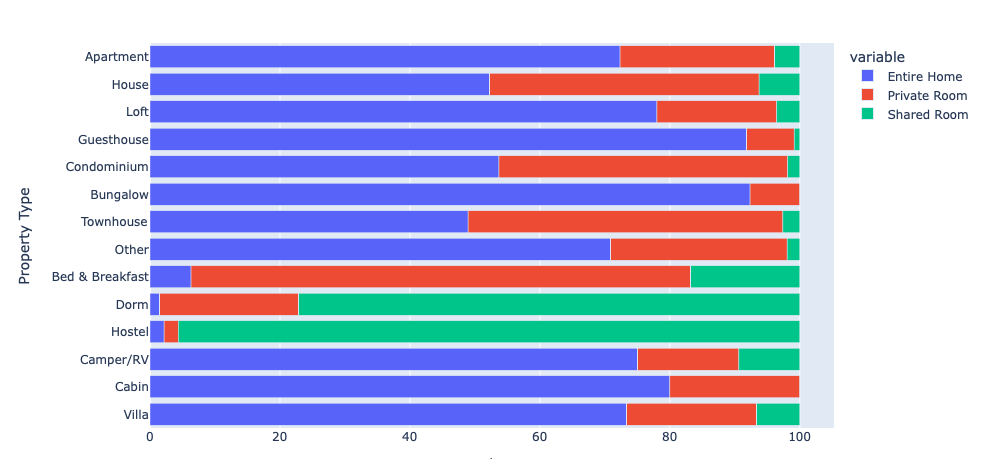 variable
Entire Home
Private Room
Shared Room
Property Type
Apartment
House
Loft
Guesthouse
Condominium
Bungalow
Townhouse
Other
Bed & Breakfast
Dorm
Hostel
Camper/RV
Cabin
Villa
0 20 40 60 80 100